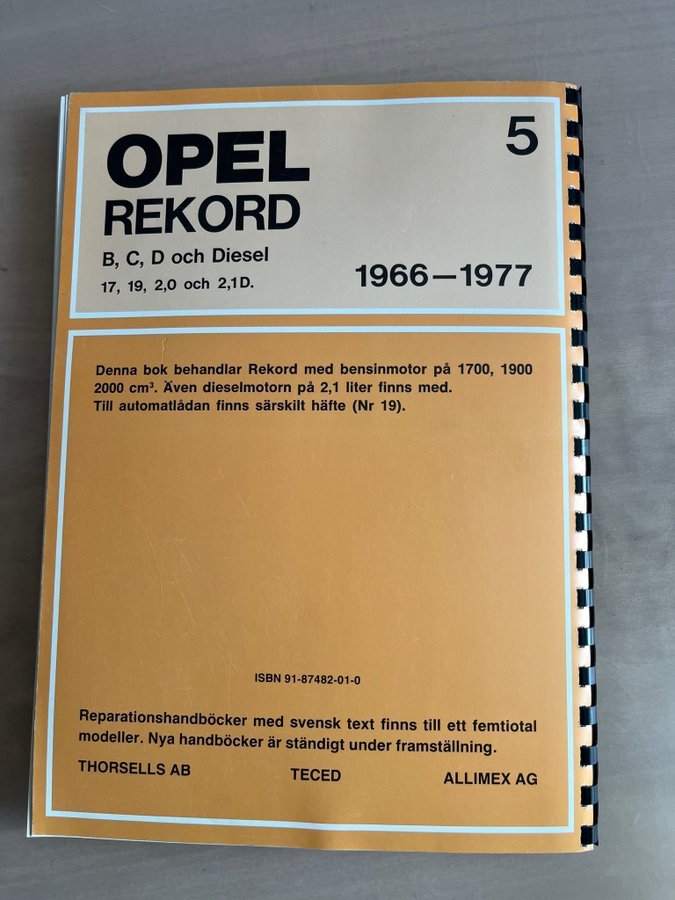 OPEL
5
REKORD
B, C, D och Diesel
17, 19, 2,0 och 2,1D.
1966—1977
Denna bok behandlar Rekord med bensinmotor på 1700, 1900
2000 cm³. Även dieselmotorn på 2,1 liter finns med.
Till automatlådan finns särskilt häfte (Nr 19).
ISBN 91-87482-01-0
Reparationshandböcker med svensk text finns till ett femtiotal
modeller. Nya handböcker är ständigt under framställning.
THORSELLS AB TECED ALLIMEX AG